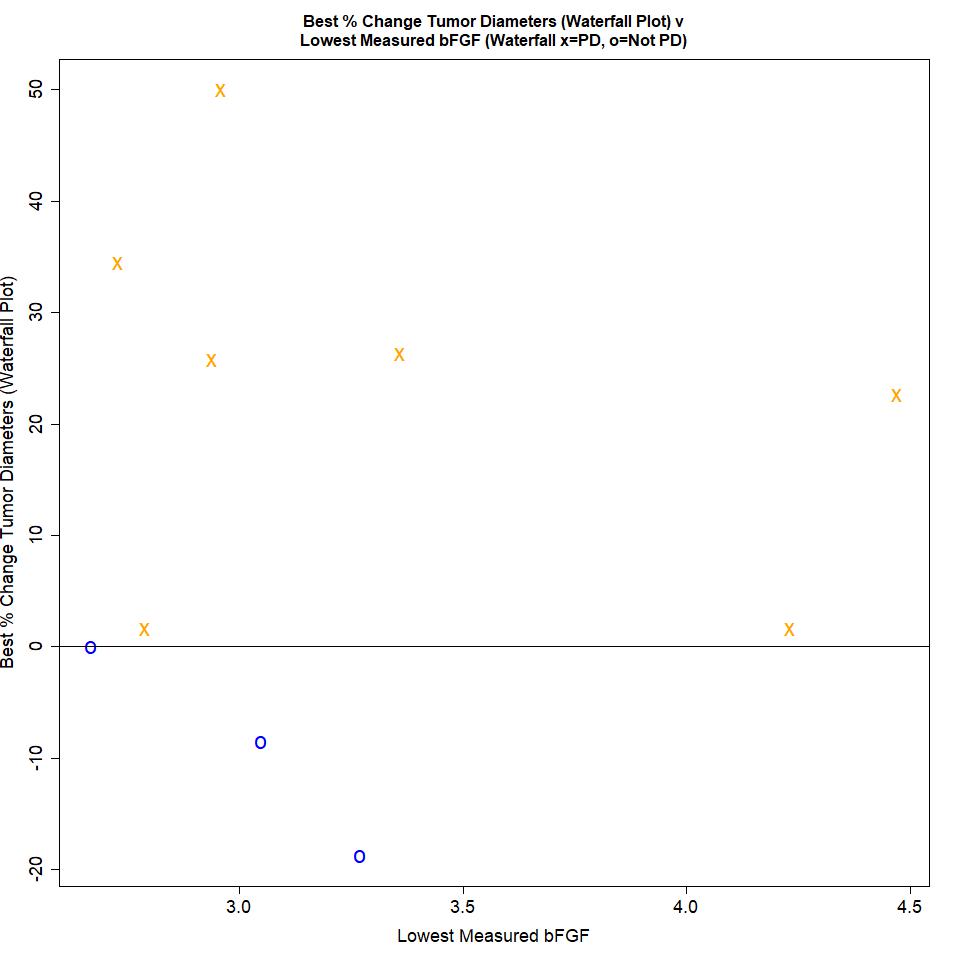 Best % Change Tumor Diameters (Waterfall Plot) v
Lowest Measured bFGF (Waterfall x=PD, o=Not PD)
Best % Change Tumor Diameters (Waterfall Plot)
50
40
30
20
10
0
-10
-20
X
X
X
X
X
X
X
O
O
O
3.0
3.5
4.0
4.5
Lowest Measured bFGF